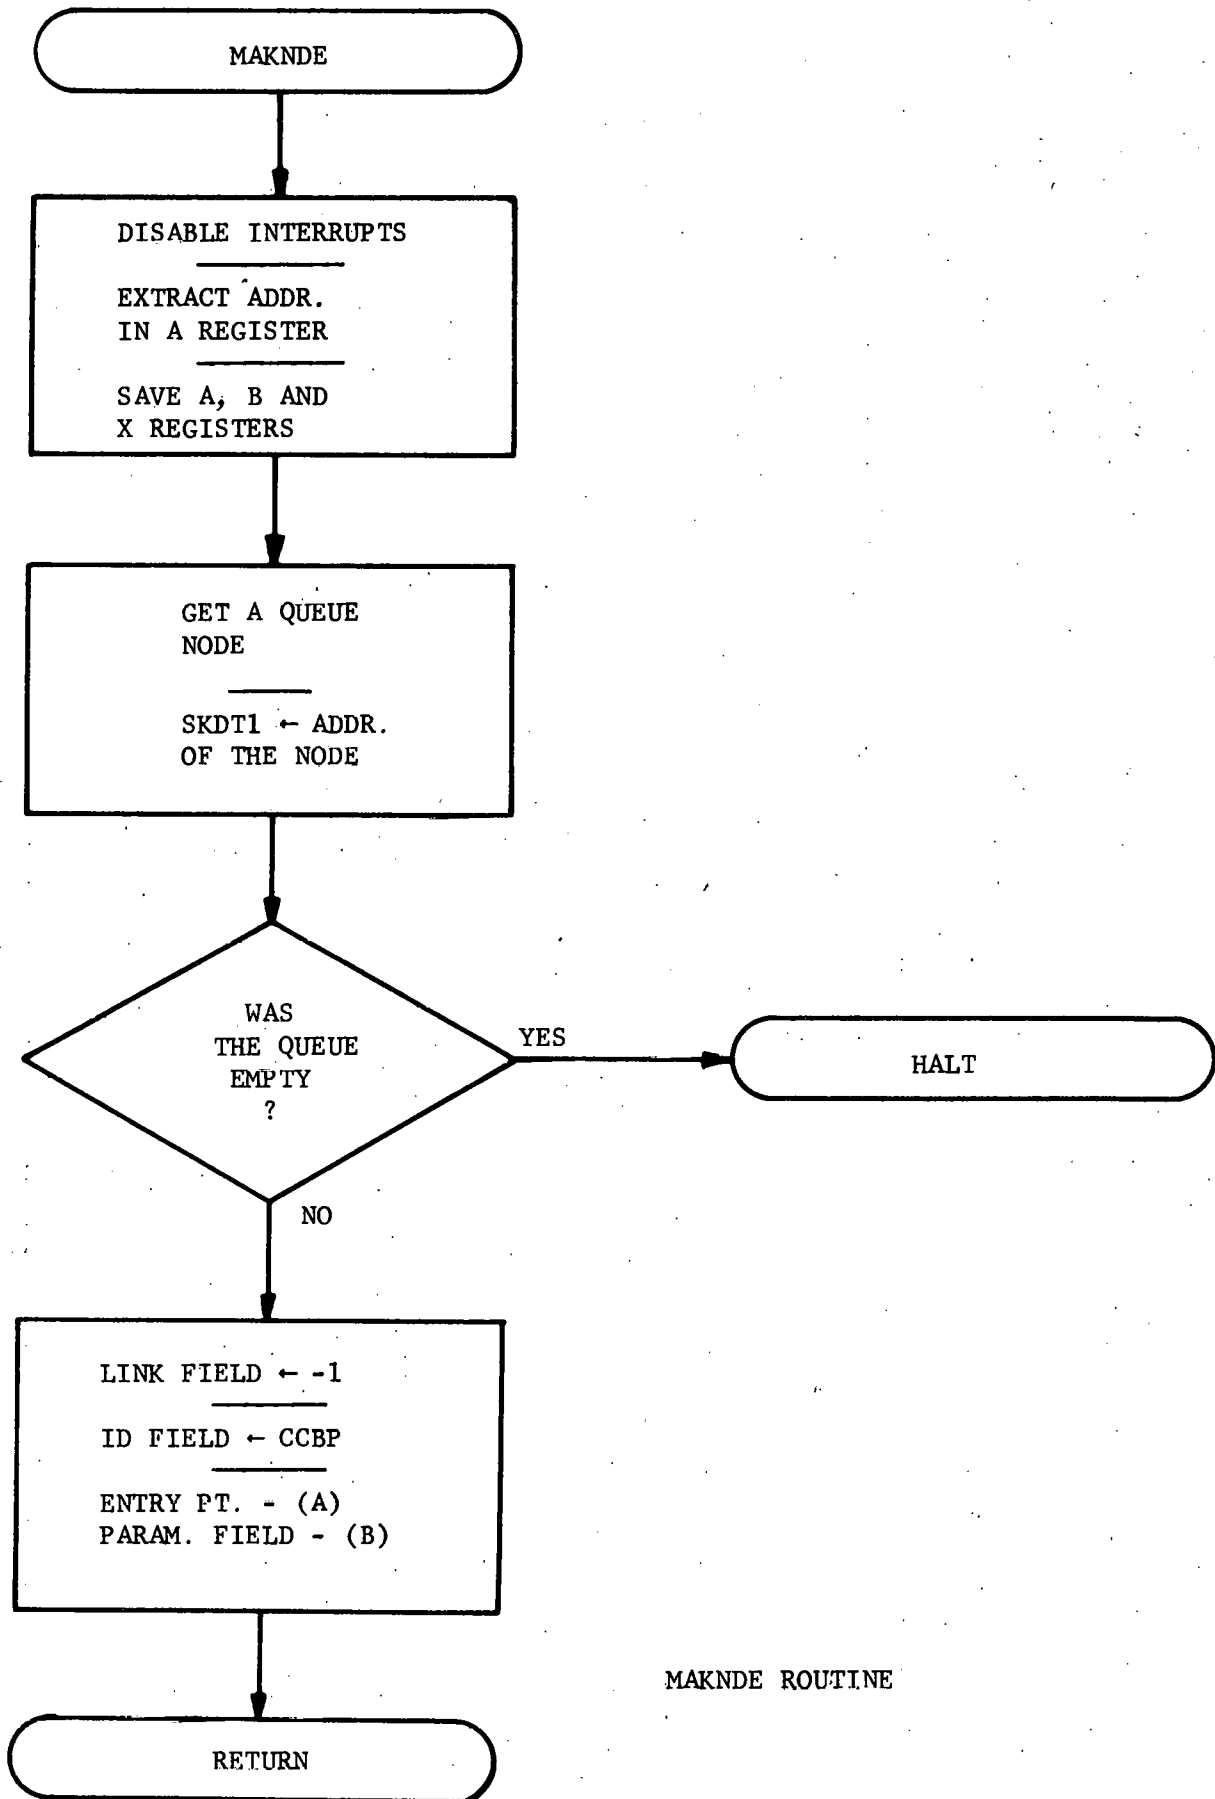 MAKNDE
DISABLE INTERRUPTS
EXTRACT ADDR.
IN A REGISTER
SAVE A, B AND
X REGISTERS
GET A QUEUE
NODE
SKDT1 ← ADDR.
OF THE NODE
WAS
THE QUEUE
EMPTY
?
YES
HALT
NO
LINK FIELD ← -1
ID FIELD ← CCBP
ENTRY PT. - (A)
PARAM. FIELD - (B)
MAKNDE ROUTINE
RETURN